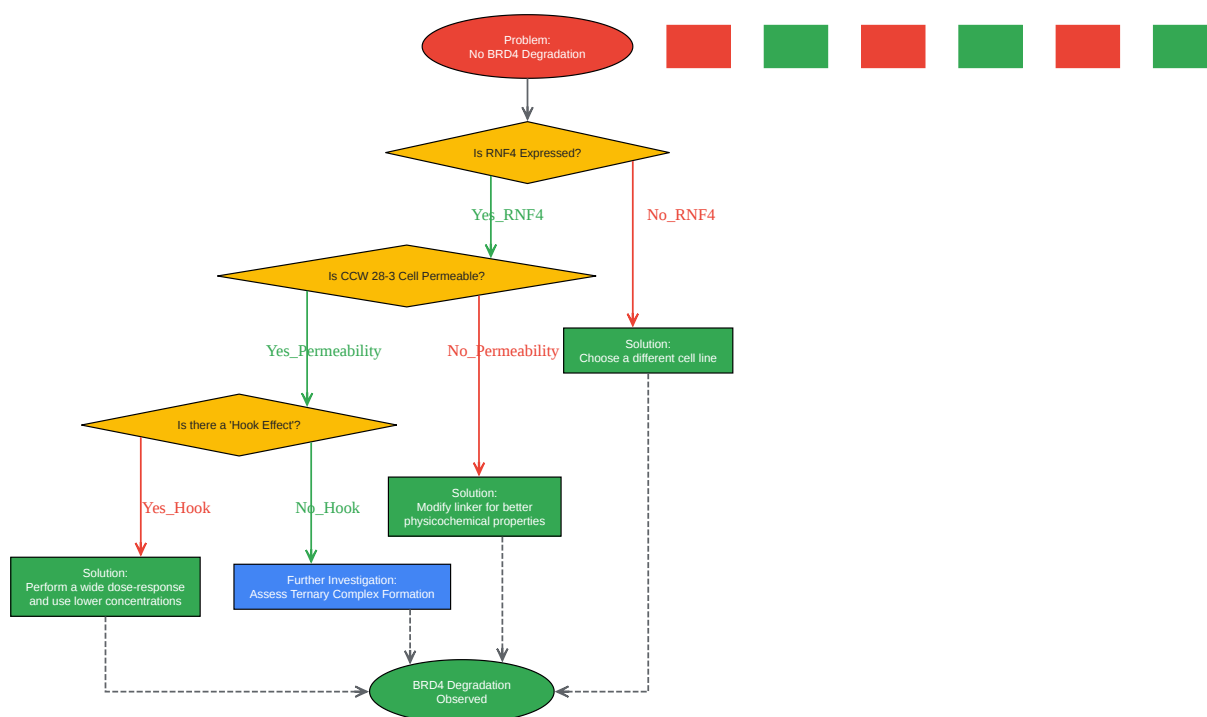 Problem:
No BRD4 Degradation
Is RNF4 Expressed?
Yes_RNF4
No_RNF4
Is CCW 28-3 Cell Permeable?
Yes_Permeability
No_Permeability
Solution:
Choose a different cell line
Is there a 'Hook Effect'?
Yes_Hook
No_Hook
Solution:
Modify linker for better
physicochemical properties
Solution:
Perform a wide dose-response
and use lower concentrations
Further Investigation:
Assess Ternary Complex Formation
BRD4 Degradation
Observed